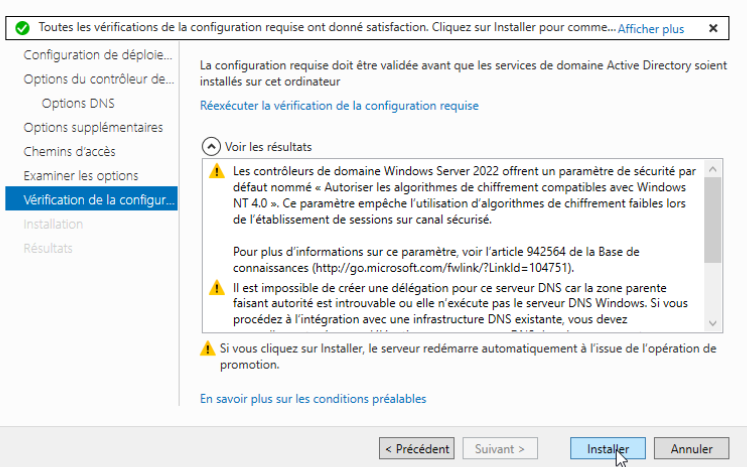 Toutes les vérifications de la configuration requise ont donné satisfaction. Cliquez sur Installer pour comme... Afficher plus
Configuration de déploie...
Options du contrôleur de...
Options DNS
Options supplémentaires
Chemins d'accès
Examiner les options
Vérification de la configur...
Installation
Résultats
La configuration requise doit être validée avant que les services de domaine Active Directory soient
installés sur cet ordinateur
Réexécuter la vérification de la configuration requise
Voir les résultats
Les contrôleurs de domaine Windows Server 2022 offrent un paramètre de sécurité par
défaut nommé « Autoriser les algorithmes de chiffrement compatibles avec Windows
NT 4.0 ». Ce paramètre empêche l'utilisation d'algorithmes de chiffrement faibles lors
de l'établissement de sessions sur canal sécurisé.
Pour plus d'informations sur ce paramètre, voir l'article 942564 de la Base de
connaissances (http://go.microsoft.com/fwlink/?LinkId=104751).
Il est impossible de créer une délégation pour ce serveur DNS car la zone parente
faisant autorité est introuvable ou elle n'exécute pas le serveur DNS Windows. Si vous
procédez à l'intégration avec une infrastructure DNS existante, vous devez
Si vous cliquez sur Installer, le serveur redémarre automatiquement à l'issue de l'opération de
promotion.
En savoir plus sur les conditions préalables
< Précédent Suivant > Installer Annuler